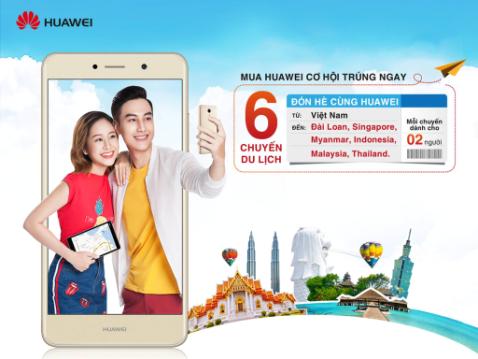 HUAWEI
MUA HUAWEI CƠ HỘI TRÚNG NGAY
6
CHUYẾN
DU LỊCH
ĐÓN HÈ CÙNG HUAWEI
TỪ: Việt Nam
ĐẾN: Đài Loan, Singapore,
Myanmar, Indonesia,
Malaysia, Thailand.
Mỗi chuyến
dành cho
02 người
HUAWEI